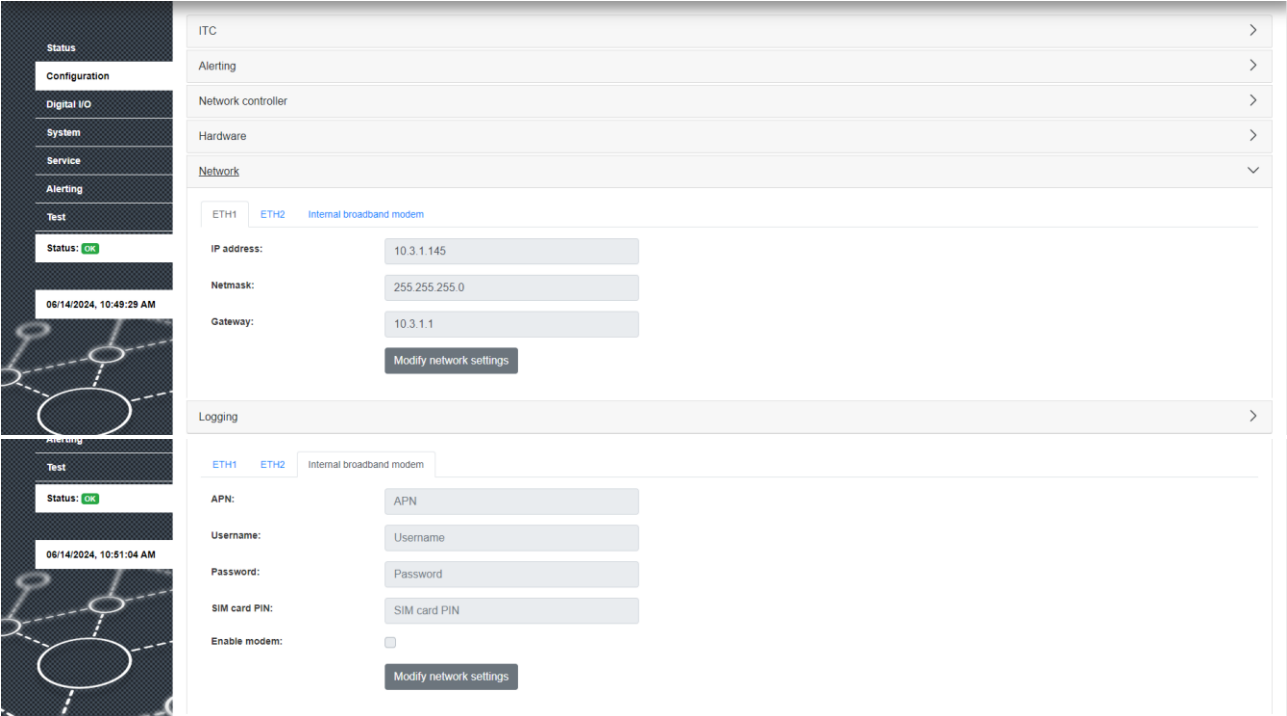 Status
Configuration
Digital I/O
System
Service
Alerting
Test
Status: OK
06/14/2024, 10:49:29 AM
ITC
Alerting
Network controller
Hardware
Network
ETH1 ETH2 Internal broadband modem
IP address: 10.3.1.145
Netmask: 255.255.255.0
Gateway: 10.3.1.1
Modify network settings
Logging
Alerting
Test
Status: OK
06/14/2024, 10:51:04 AM
ETH1 ETH2 Internal broadband modem
APN: APN
Username: Username
Password: Password
SIM card PIN: SIM card PIN
Enable modem:
Modify network settings